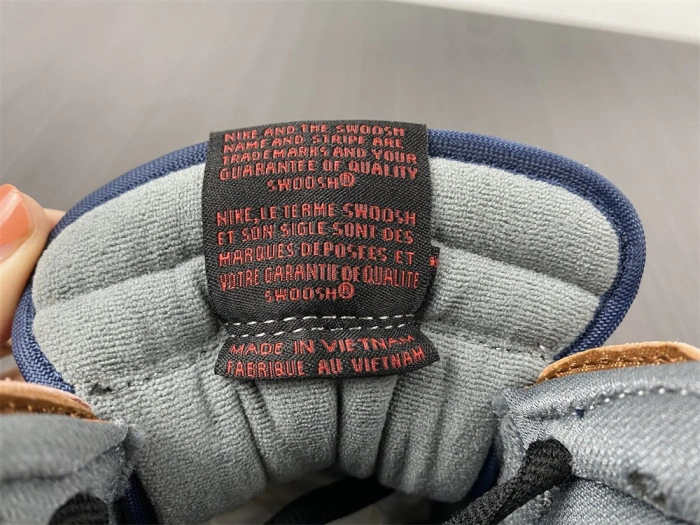 NIKE AND THE SWOOSH
NAME AND STRIPE ARE
TRADEMARKS AND YOUR
GUARANTEE OF QUALITY
SWOOSH®
NIKE, LE TERME SWOOSH
ET SON SIGLE SONT DES
MARQUES DEPOSEES ET
VOTRE GARANTIE DE QUALITE
SWOOSH®
MADE IN VIETNAM
FABRIQUE AU VIETNAM